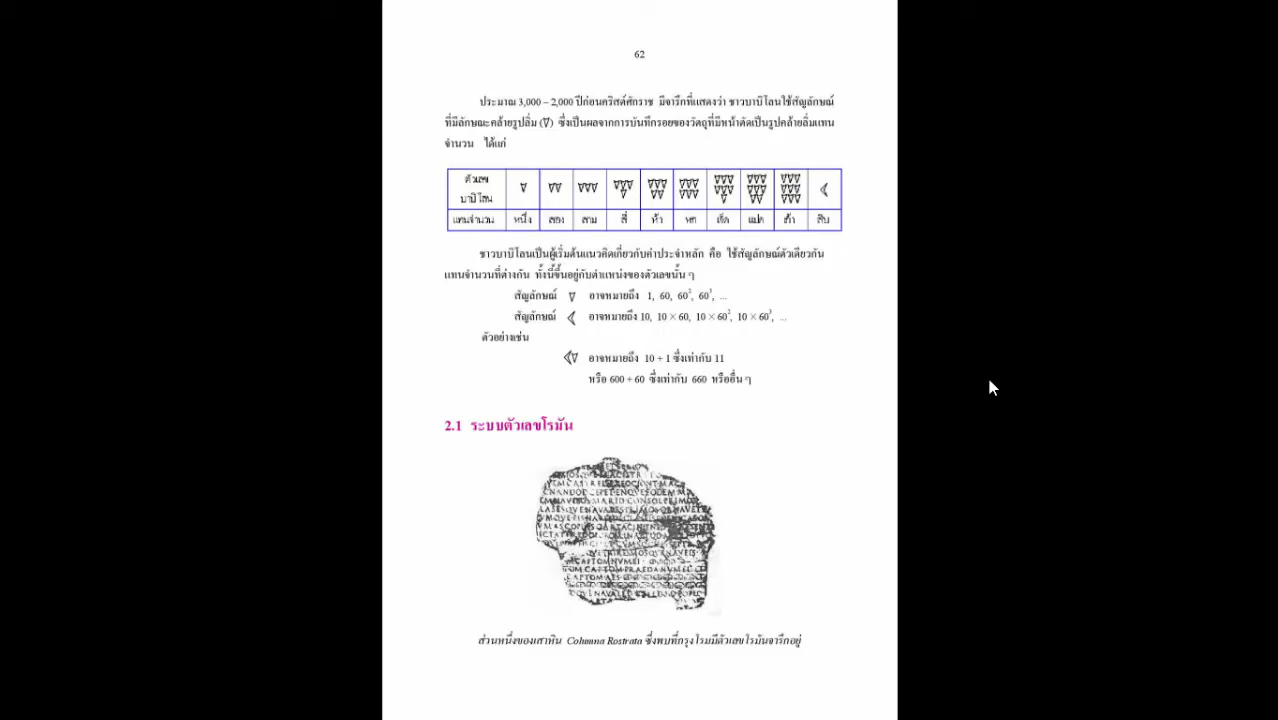 62
ประมาณ 3,000 – 2,000 ปีก่อนคริสต์ศักราช มีจารึกที่แสดงว่า ชาวบาบิโลนใช้สัญลักษณ์
ที่มีลักษณะคล้ายรูปลิ่ม (∇) ซึ่งเป็นผลจากการบันทึกรอยของวัตถุที่มีหน้าตัดเป็นรูปคล้ายลิ่มแทน
จำนวน ได้แก่
ตัวเลข
บาบิโลน
แทนจำนวน หนึ่ง สอง สาม สี่ ห้า หก เจ็ด แปด เก้า สิบ
ชาวบาบิโลนเป็นผู้เริ่มต้นแนวคิดเกี่ยวกับค่าประจำหลัก คือ ใช้สัญลักษณ์ตัวเดียวกัน
แทนจำนวนที่ต่างกัน ทั้งนี้ขึ้นอยู่กับตำแหน่งของตัวเลขนั้น ๆ
สัญลักษณ์ ∇ อาจหมายถึง 1, 60, 60², 60³, ...
สัญลักษณ์ อาจหมายถึง 10, 10 × 60, 10 × 60², 10 × 60³, ...
ตัวอย่างเช่น
อาจหมายถึง 10 + 1 ซึ่งเท่ากับ 11
หรือ 600 + 60 ซึ่งเท่ากับ 660 หรืออื่น ๆ
2.1 ระบบตัวเลขโรมัน
ส่วนหนึ่งของเสาหิน Columna Rostrata ซึ่งพบที่กรุงโรมมีตัวเลขโรมันจารึกอยู่